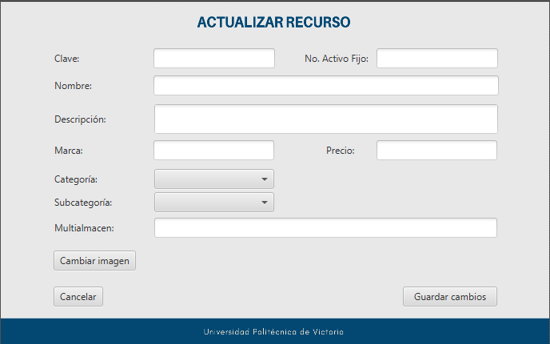 ACTUALIZAR RECURSO
Clave: No. Activo Fijo:
Nombre:
Descripción:
Marca: Precio:
Categoría:
Subcategoría:
Multialmacen:
Cambiar imagen
Cancelar Guardar cambios
Universidad Politécnica de Victoria